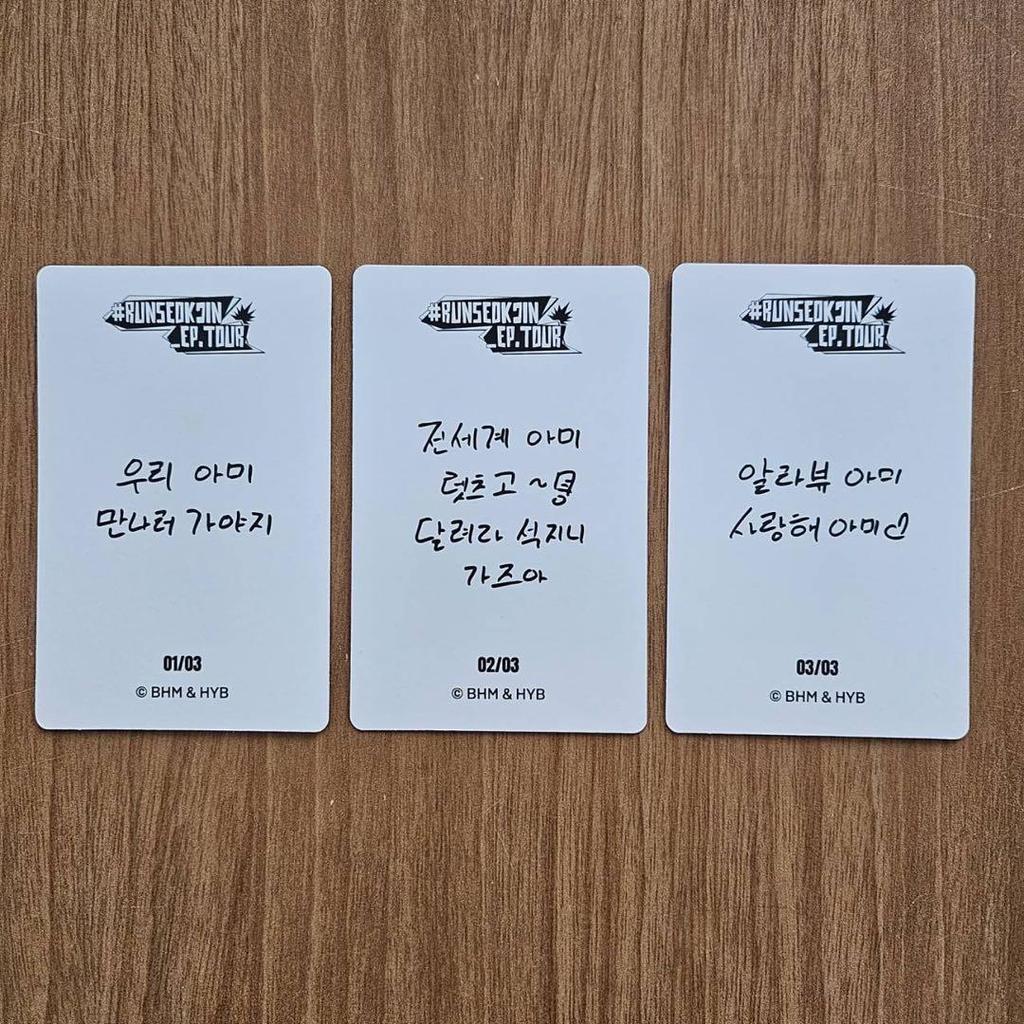 #RUNSEOKJIN
_EP.TOUR
우리 아미
만나러 가야지
01/03
© BHM & HYB
#RUNSEOKJIN
_EP.TOUR
전세계 아미
렛츠고~
달려라 석지니
가즈아
02/03
© BHM & HYB
#RUNSEOKJIN
_EP.TOUR
알라뷰 아미
사랑해 아미♡
03/03
© BHM & HYB